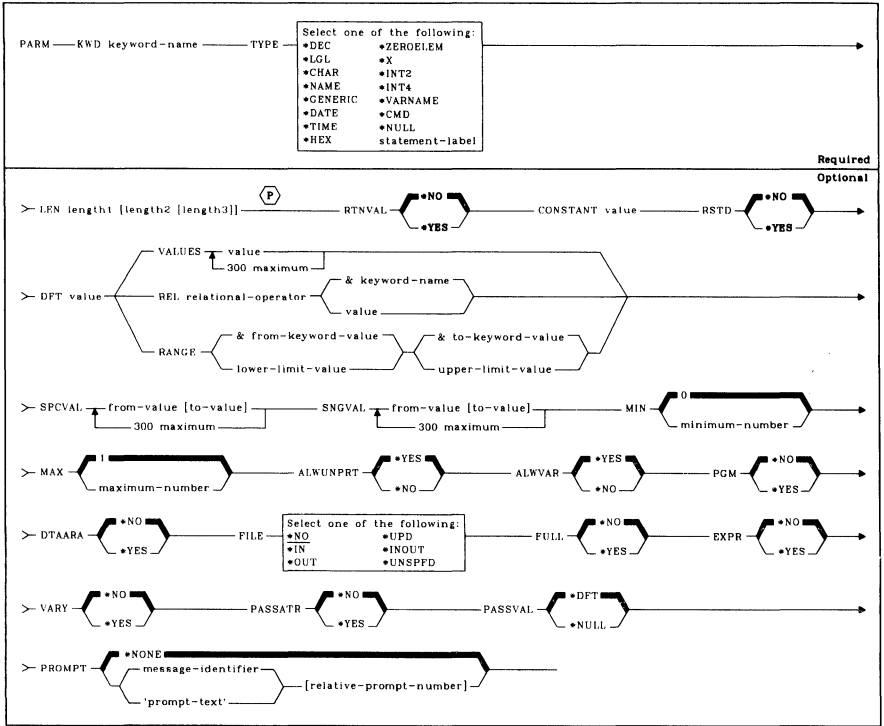 PARM KWD keyword-name TYPE
Select one of the following:
*DEC *ZEROELEM
*LGL *X
*CHAR *INT2
*NAME *INT4
*GENERIC *VARNAME
*DATE *CMD
*TIME *NULL
*HEX statement-label
Required
Optional
P
LEN length1 [length2 [length3]] RTNVAL *NO *YES CONSTANT value RSTD *NO *YES
VALUES value
300 maximum
DFT value REL relational-operator & keyword-name
value
RANGE & from-keyword-value & to-keyword-value
lower-limit-value upper-limit-value
SPCVAL from-value [to-value] SNGVAL from-value [to-value] MIN 0
300 maximum 300 maximum minimum-number
MAX 1 ALWUNPRT *YES ALWVAR *YES PGM *NO
maximum-number *NO *NO *YES
DTAARA *NO *YES FILE
Select one of the following:
*NO *UPD
*IN *INOUT
*OUT *UNSPFD
FULL *NO *YES EXPR *NO *YES
VARY *NO PASSATR *NO PASSVAL *DFT
*YES *YES *NULL
PROMPT *NONE
message-identifier
'prompt-text' [relative-prompt-number]